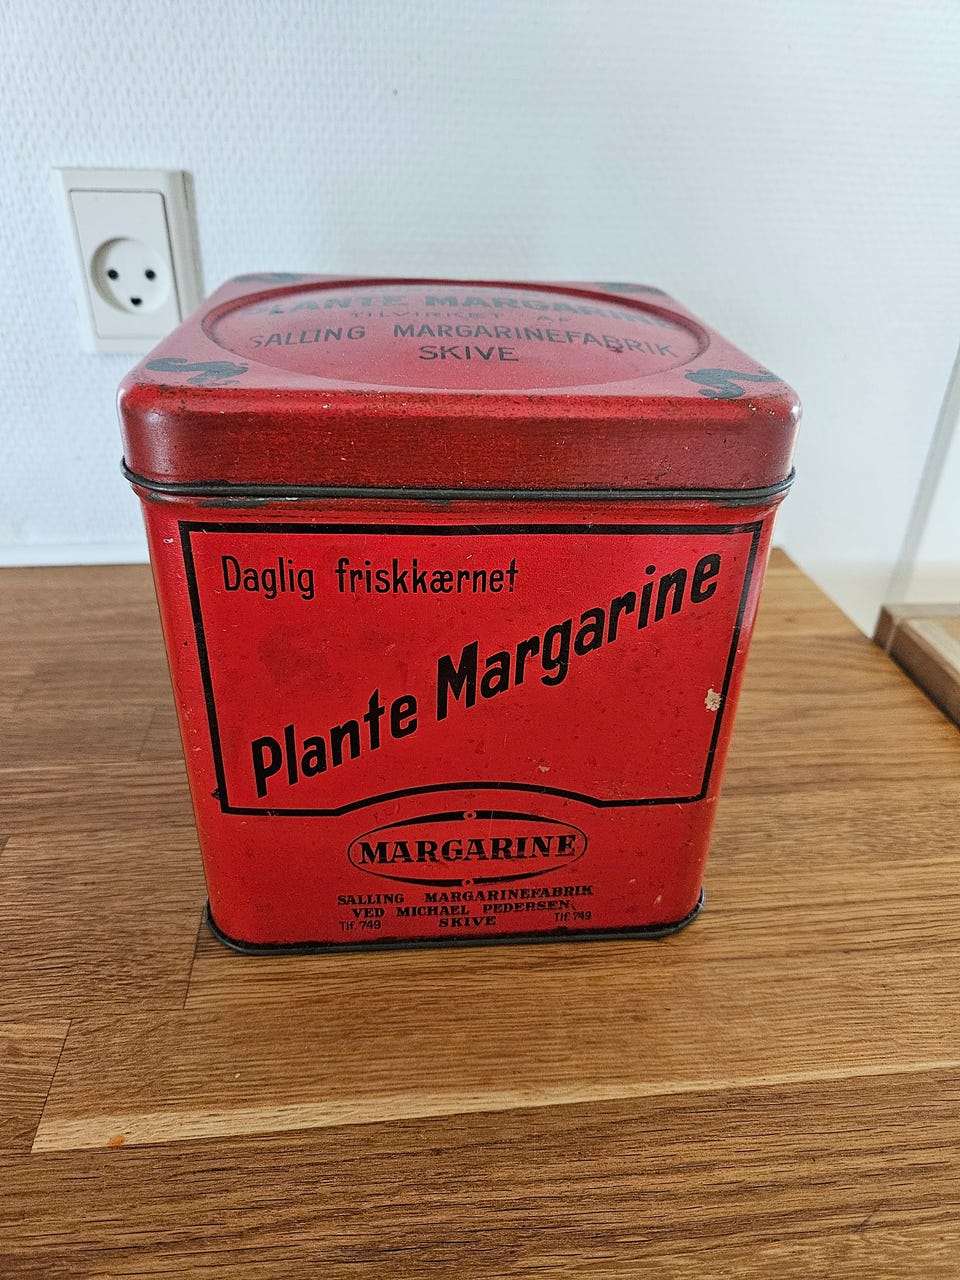 PLANTE MARGARINE
TILVIRKET AF
SALLING MARGARINEFABRIK
SKIVE
Daglig friskkærnet
Plante Margarine
MARGARINE
SALLING MARGARINEFABRIK
VED MICHAEL PEDERSEN
Tlf. 749 SKIVE Tlf. 749